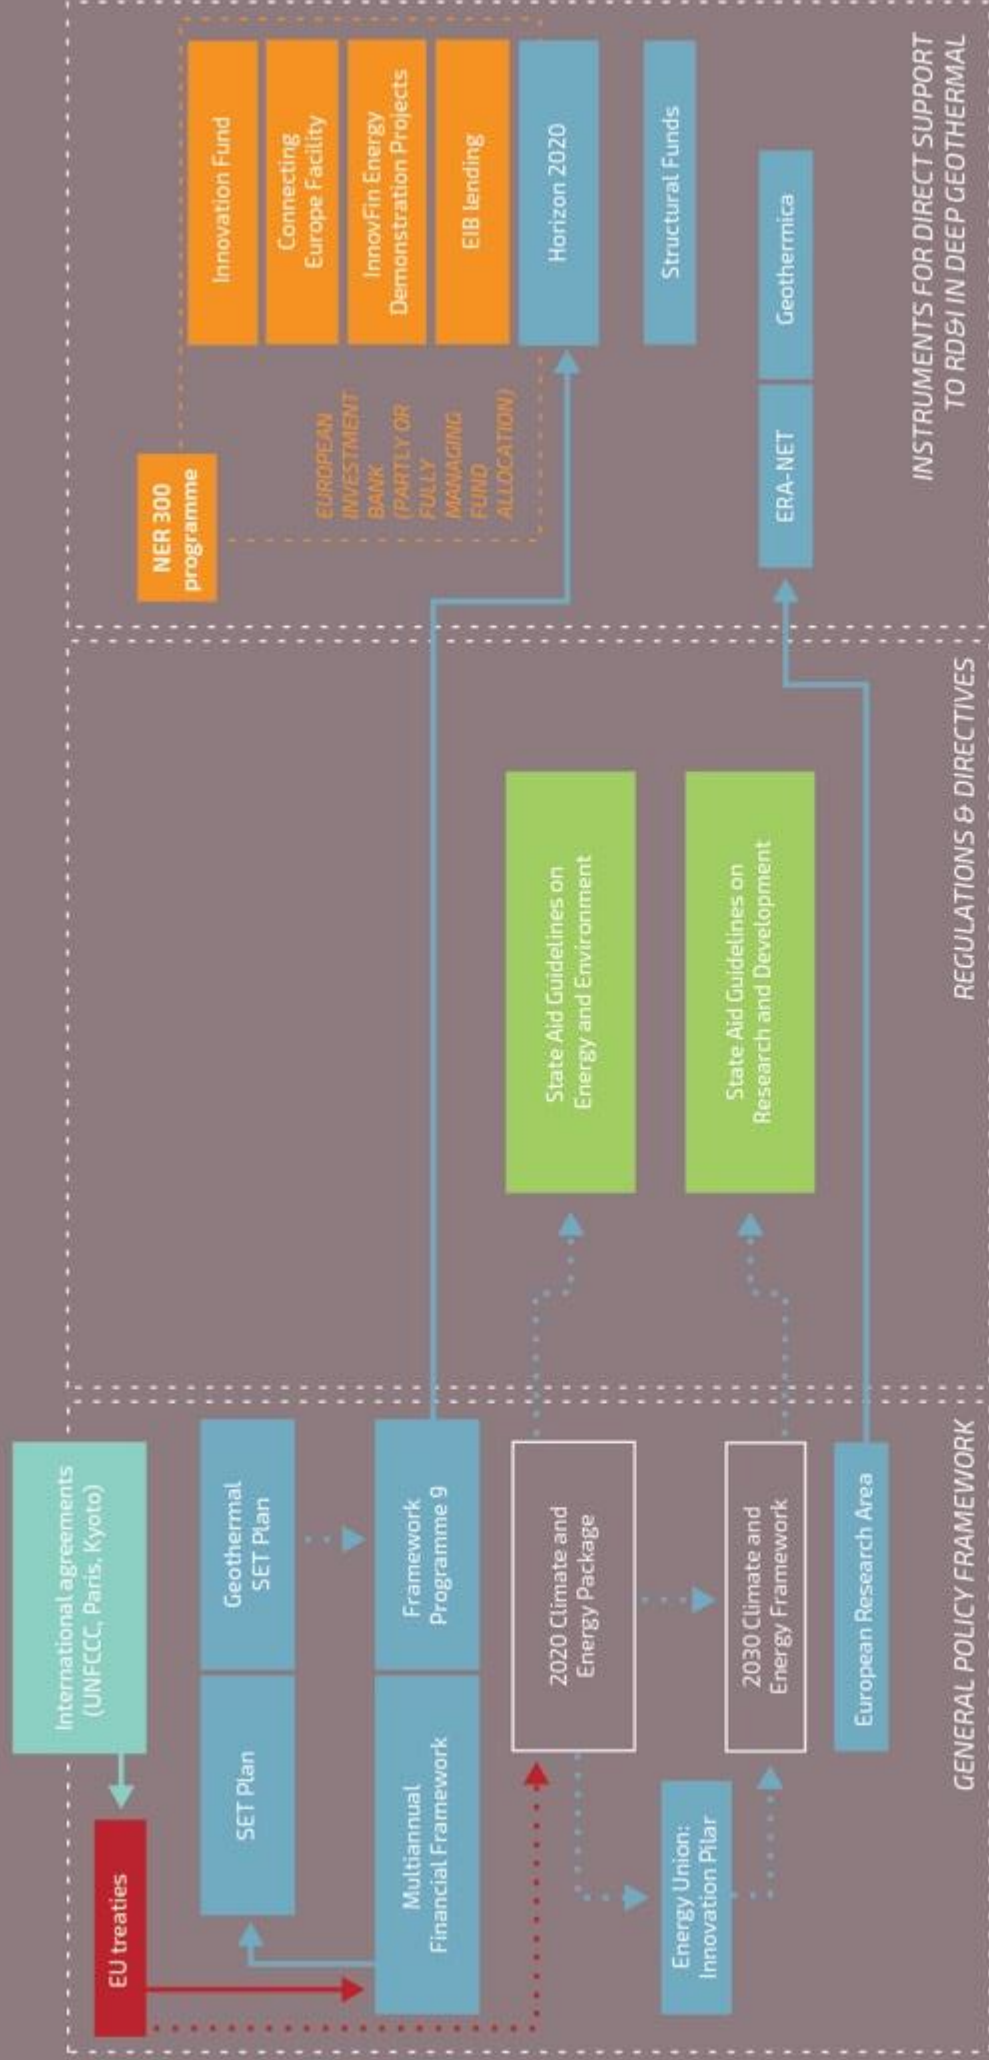 International agreements
(UNFCCC, Paris, Kyoto)
EU treaties
SET Plan
Geothermal
SET Plan
Multiannual
Financial Framework
Framework
Programme 9
2020 Climate and
Energy Package
Energy Union:
Innovation Pilar
2030 Climate and
Energy Framework
European Research Area
GENERAL POLICY FRAMEWORK
State Aid Guidelines on
Energy and Environment
State Aid Guidelines on
Research and Development
REGULATIONS & DIRECTIVES
NER 300
programme
EUROPEAN
INVESTMENT
BANK
(PARTLY OR
FULLY
MANAGING
FUND
ALLOCATION)
Innovation Fund
Connecting
Europe Facility
InnovFin Energy
Demonstration Projects
EIB lending
Horizon 2020
Structural Funds
ERA-NET
Geothermica
INSTRUMENTS FOR DIRECT SUPPORT
TO RD&I IN DEEP GEOTHERMAL